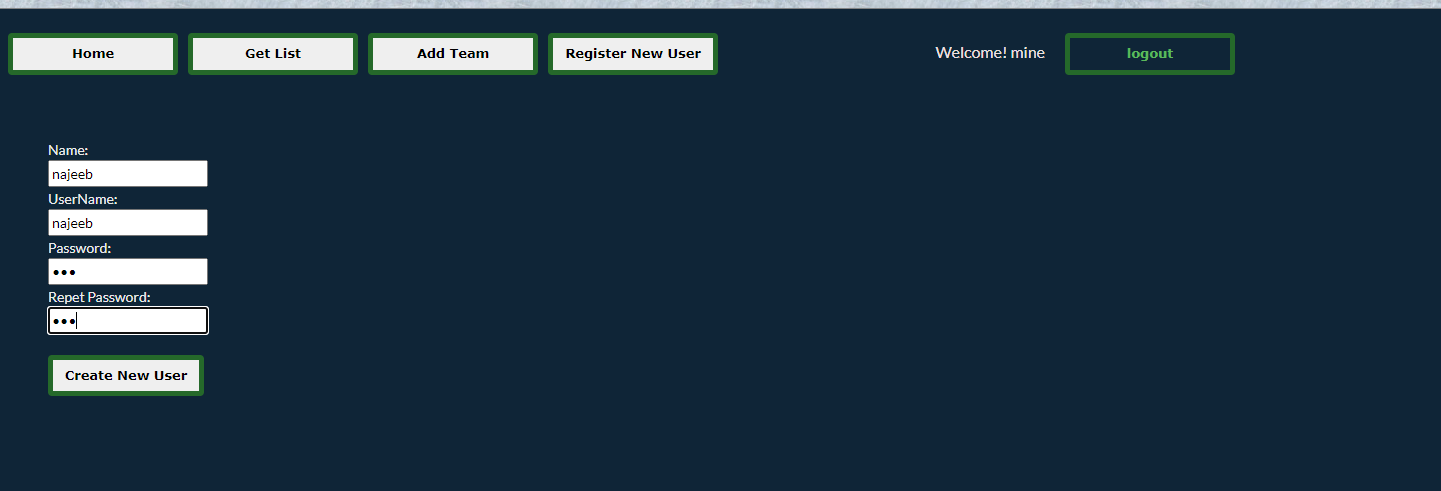 Home Get List Add Team Register New User Welcome! mine logout
Name:
najeeb
UserName:
najeeb
Password:
•••
Repet Password:
•••
Create New User